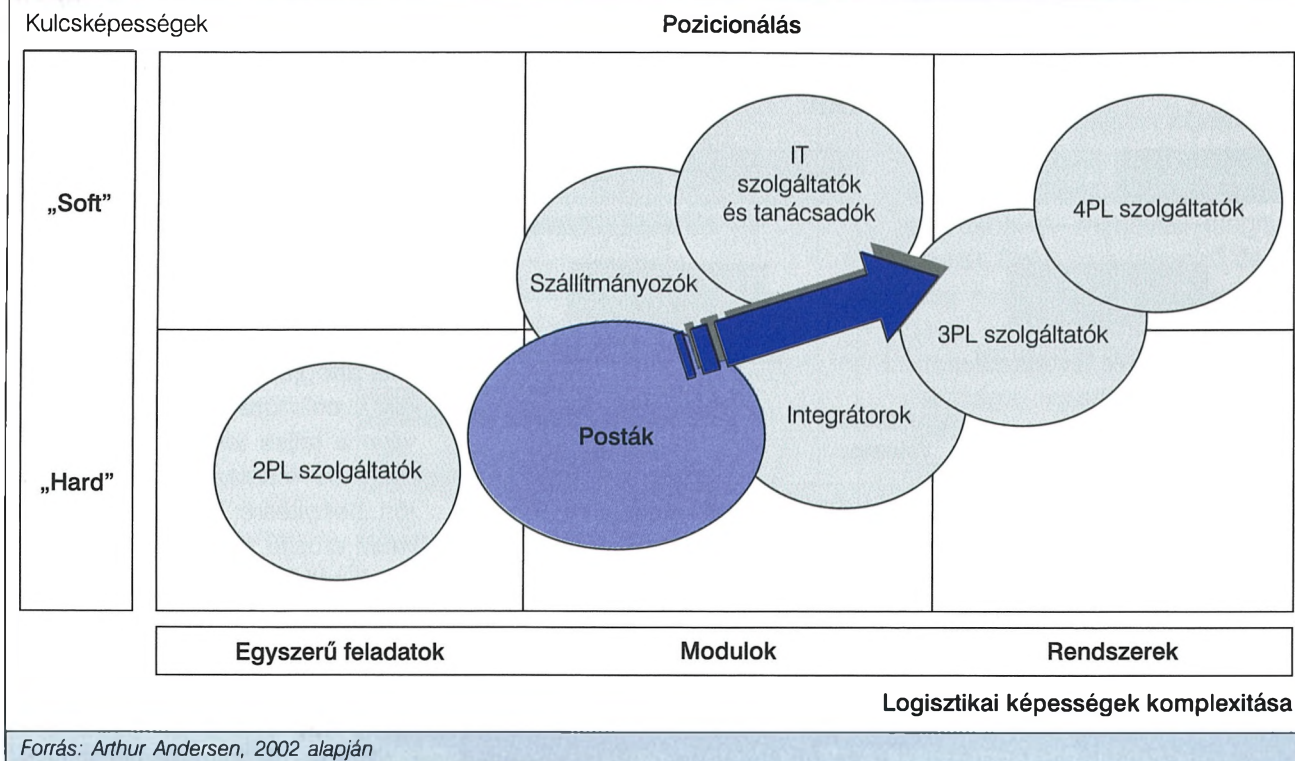 Kulcsképességek
Pozicionálás
„Soft”
„Hard”
IT
szolgáltatók
és tanácsadók
4PL szolgáltatók
Szállítmányozók
3PL szolgáltatók
Integrátorok
Posták
2PL szolgáltatók
Egyszerű feladatok
Modulok
Rendszerek
Logisztikai képességek komplexitása
Forrás: Arthur Andersen, 2002 alapján